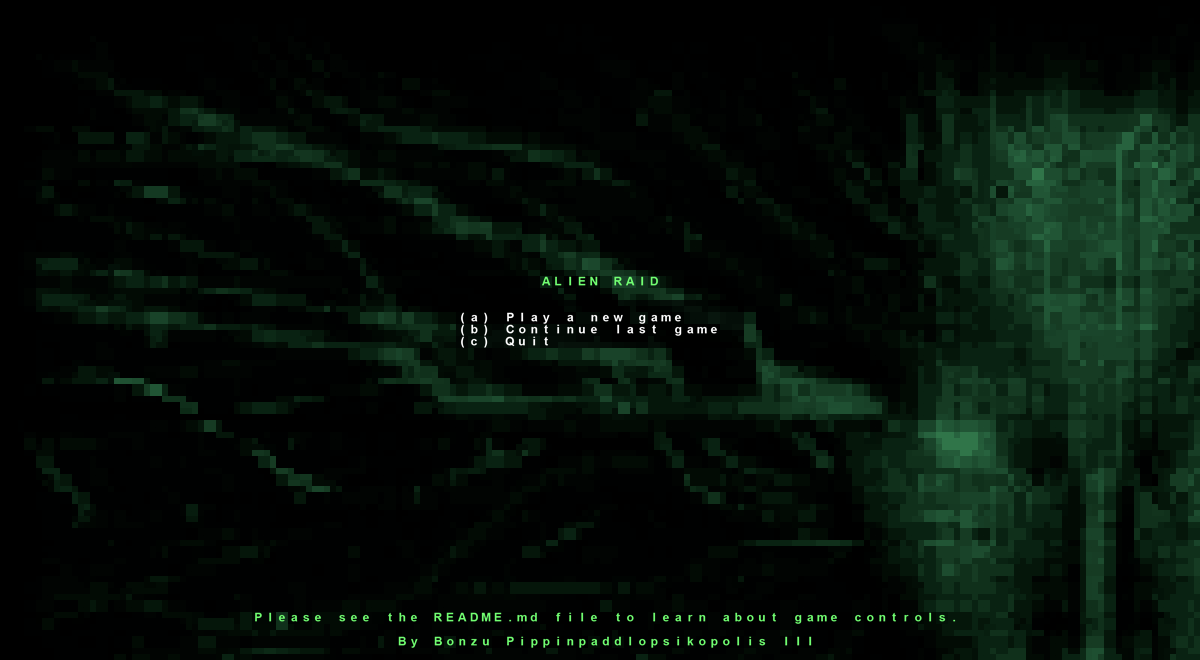 ALIEN RAID
(a) Play a new game
(b) Continue last game
(c) Quit
Please see the README.md file to learn about game controls.
By Bonzu Pippinpaddlopsikopolis III